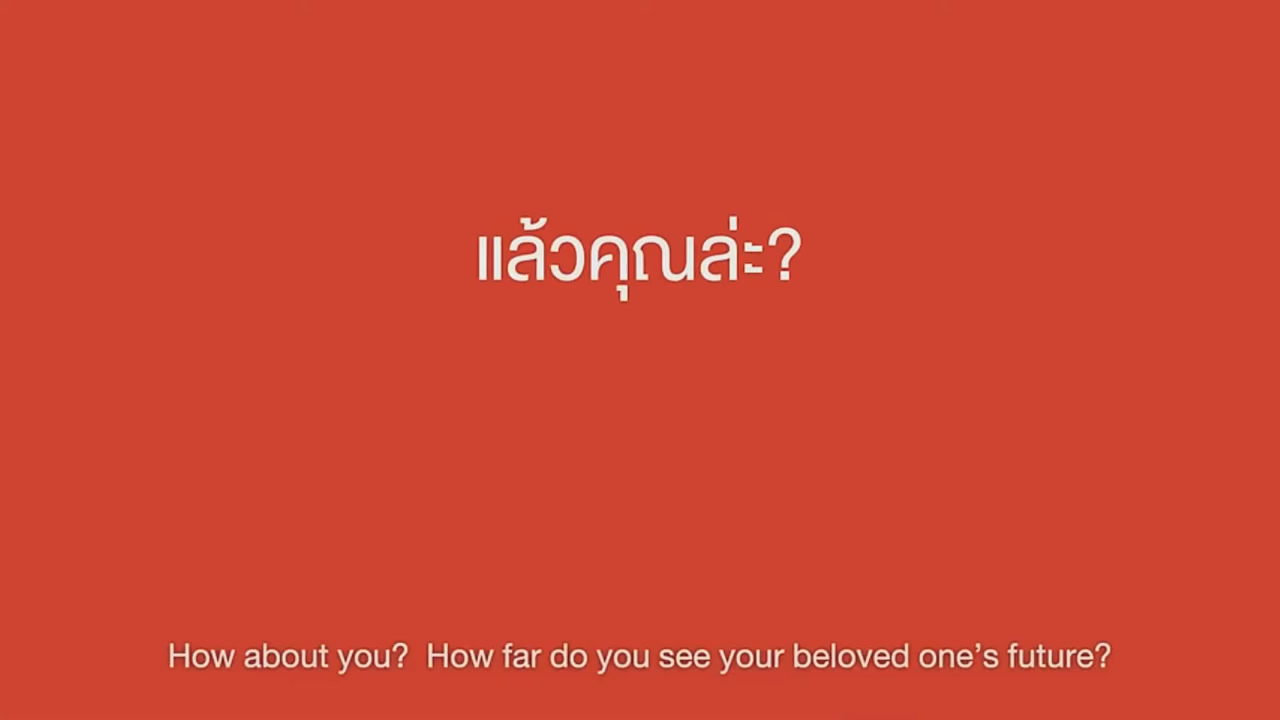 แล้วคุณล่ะ?
How about you?  How far do you see your beloved one's future?